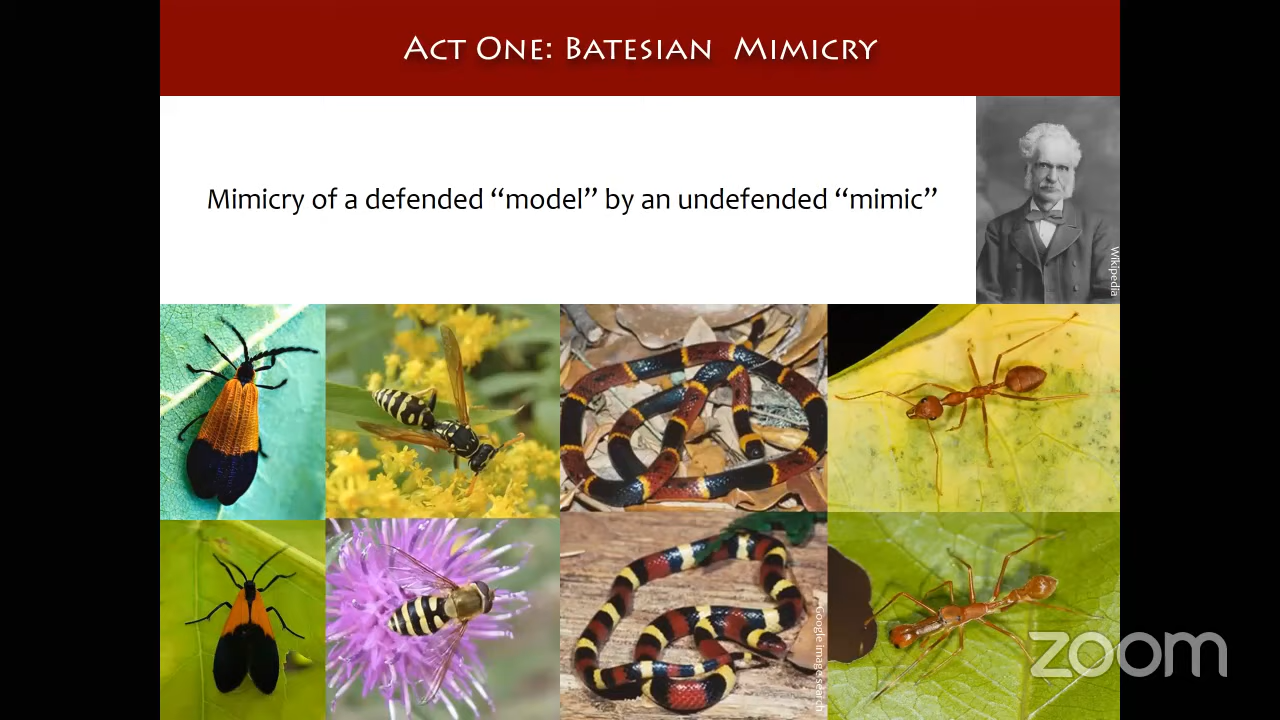 Act One: Batesian Mimicry
Mimicry of a defended “model” by an undefended “mimic”
Wikipedia
Google image search
zoom